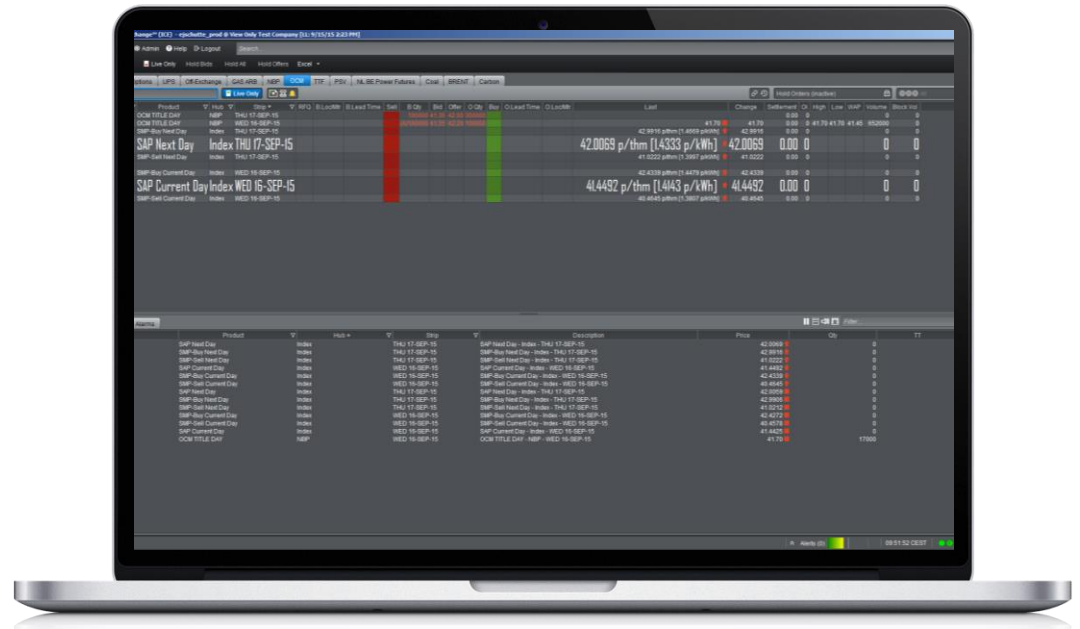 hange™ [ICE] - ejschutte_prod @ View Only Test Company [LL: 9/15/15 2:23 PM]
Admin Help Logout Search...
Live Only Hold Bids Hold All Hold Offers Excel
ptions UPS Off-Exchange GAS ARB NBP OCM TTF PSV NL/BE Power Futures Coal BRENT Carbon
Live Only Hold Orders (inactive)
Product Hub Strip RFQ B.LocMtr B.Lead Time Sell B.Qty Bid Offer O.Qty Buy O.Lead Time O.LocMtr Last Change Settlement OI High Low WAP Volume Block Vol
OCM TITLE DAY NBP THU 17-SEP-15 0.00 0 0 0
OCM TITLE DAY NBP WED 16-SEP-15 41.70 41.70 0.00 0 41.70 41.70 41.45 652000 0
SMP-Buy Next Day Index THU 17-SEP-15 42.9916 p/thm [1.4669 p/kWh] 42.9916 0.00 0 0 0
SAP Next Day Index THU 17-SEP-15 42.0069 p/thm [1.4333 p/kWh] 42.0069 0.00 0 0 0
SMP-Sell Next Day Index THU 17-SEP-15 41.0222 p/thm [1.3997 p/kWh] 41.0222 0.00 0 0 0
SMP-Buy Current Day Index WED 16-SEP-15 42.4339 p/thm [1.4479 p/kWh] 42.4339 0.00 0 0 0
SAP Current Day Index WED 16-SEP-15 41.4492 p/thm [1.4143 p/kWh] 41.4492 0.00 0 0 0
SMP-Sell Current Day Index WED 16-SEP-15 40.4645 p/thm [1.3807 p/kWh] 40.4645 0.00 0 0 0
Alarms Filter...
Product Hub Strip Description Price Qty TT
SAP Next Day Index THU 17-SEP-15 SAP Next Day - Index - THU 17-SEP-15 42.0069 0
SMP-Buy Next Day Index THU 17-SEP-15 SMP-Buy Next Day - Index - THU 17-SEP-15 42.9916 0
SMP-Sell Next Day Index THU 17-SEP-15 SMP-Sell Next Day - Index - THU 17-SEP-15 41.0222 0
SAP Current Day Index WED 16-SEP-15 SAP Current Day - Index - WED 16-SEP-15 41.4492 0
SMP-Buy Current Day Index WED 16-SEP-15 SMP-Buy Current Day - Index - WED 16-SEP-15 42.4339 0
SMP-Sell Current Day Index WED 16-SEP-15 SMP-Sell Current Day - Index - WED 16-SEP-15 40.4645 0
SAP Next Day Index THU 17-SEP-15 SAP Next Day - Index - THU 17-SEP-15 42.0059 0
SMP-Buy Next Day Index THU 17-SEP-15 SMP-Buy Next Day - Index - THU 17-SEP-15 42.9906 0
SMP-Sell Next Day Index THU 17-SEP-15 SMP-Sell Next Day - Index - THU 17-SEP-15 41.0212 0
SMP-Buy Current Day Index WED 16-SEP-15 SMP-Buy Current Day - Index - WED 16-SEP-15 42.4272 0
SMP-Sell Current Day Index WED 16-SEP-15 SMP-Sell Current Day - Index - WED 16-SEP-15 40.4578 0
SAP Current Day Index WED 16-SEP-15 SAP Current Day - Index - WED 16-SEP-15 41.4425 0
OCM TITLE DAY NBP WED 16-SEP-15 OCM TITLE DAY - NBP - WED 16-SEP-15 41.70 17000
Alerts (0) 09:51:52 CEST